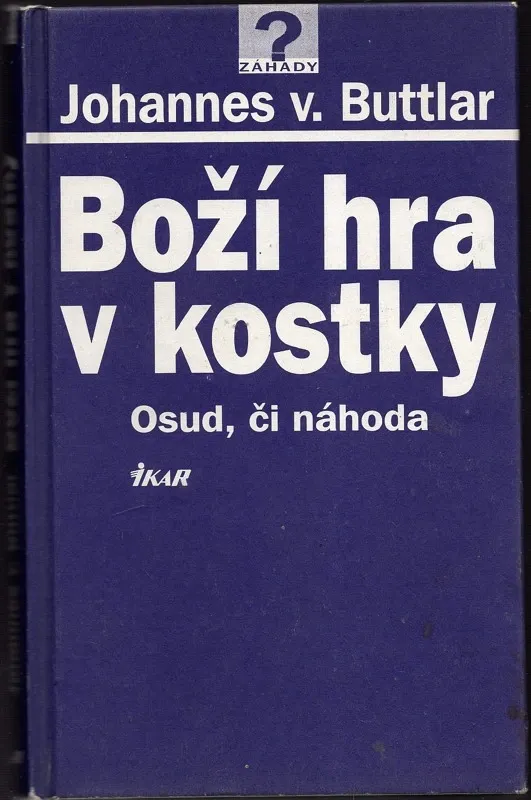 ?
ZÁHADY
Johannes v. Buttlar
Boží hra
v kostky
Osud, či náhoda
IKAR